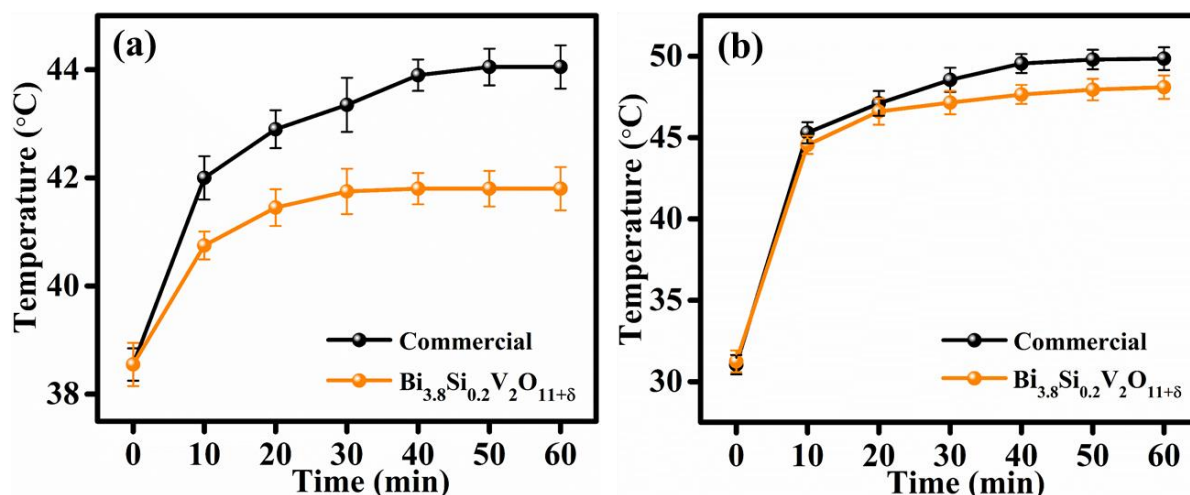 (a)
Temperature (°C)
44
42
40
38
0 10 20 30 40 50 60
Time (min)
Commercial
Bi3.8Si0.2V2O11+δ
(b)
Temperature (°C)
50
45
40
35
30
0 10 20 30 40 50 60
Time (min)
Commercial
Bi3.8Si0.2V2O11+δ